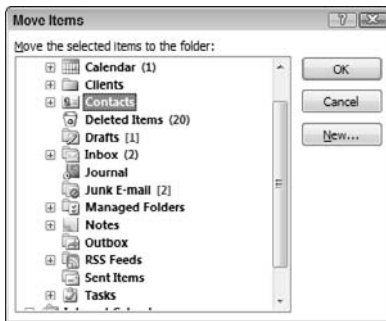 Move Items
Move the selected items to the folder:
Calendar (1)
Clients
Contacts
Deleted Items (20)
Drafts [1]
Inbox (2)
Journal
Junk E-mail [2]
Managed Folders
Notes
Outbox
RSS Feeds
Sent Items
Tasks
OK
Cancel
New...